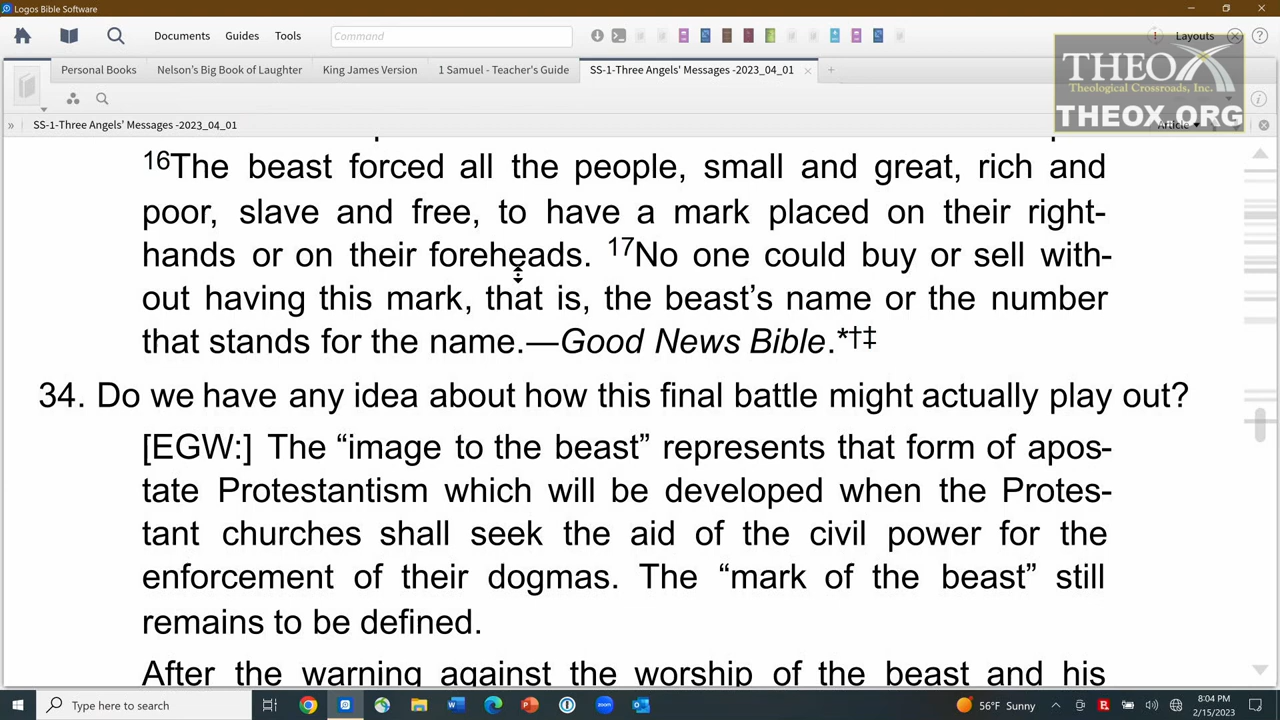 Logos Bible Software
Documents Guides Tools Command Layouts
THEOX
Theological Crossroads, Inc.
THEOX.ORG
Personal Books Nelson's Big Book of Laughter King James Vers 1 Samuel - Teacher's Guide SS-1-Three Angels' Messages -2023_04_01
SS-1-Three Angels' Messages -2023_04_01 Article
16The beast forced all the people, small and great, rich and
poor, slave and free, to have a mark placed on their right-
hands or on their foreheads. 17No one could buy or sell with-
out having this mark, that is, the beast's name or the number
that stands for the name.—Good News Bible.*†‡
34. Do we have any idea about how this final battle might actually play out?
[EGW:] The “image to the beast” represents that form of apos-
tate Protestantism which will be developed when the Protes-
tant churches shall seek the aid of the civil power for the
enforcement of their dogmas. The “mark of the beast” still
remains to be defined.
After the warning against the worship of the beast and his
Type here to search 56°F Sunny 8:04 PM
2/15/2023